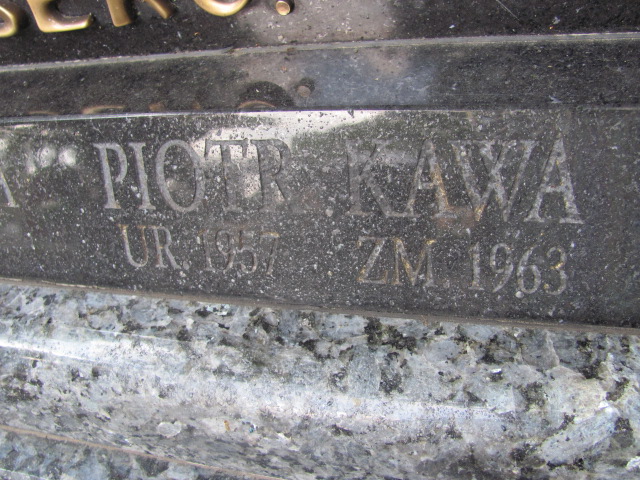 PIOTR KAWA
UR. 1957 ZM. 1963